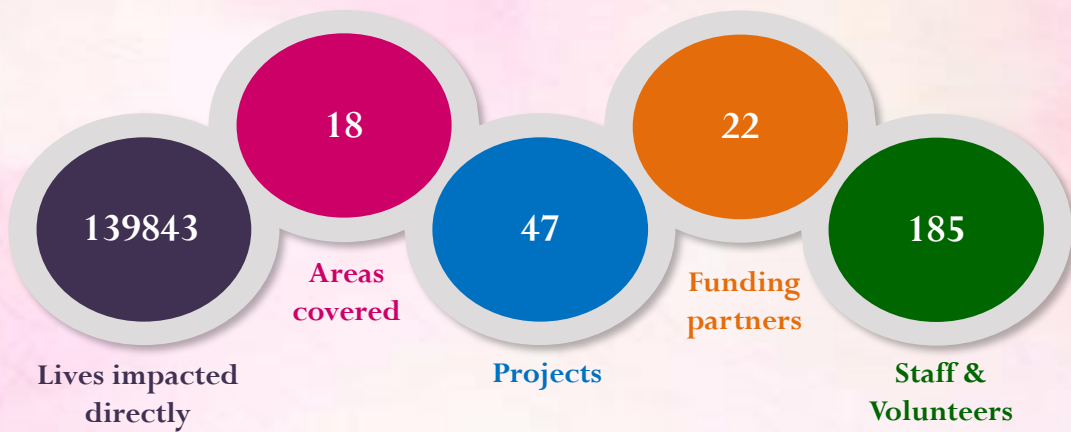 139843
Lives impacted
directly
18
Areas
covered
47
Projects
22
Funding
partners
185
Staff &
Volunteers